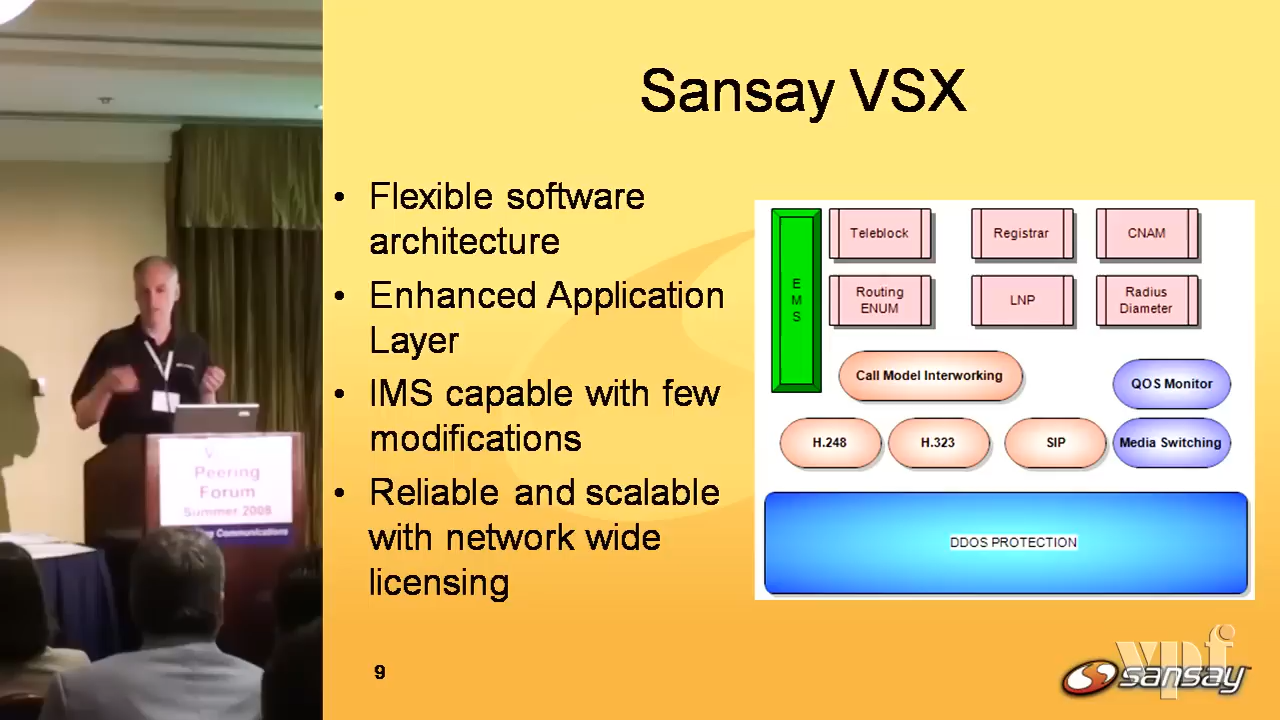 Sansay VSX
• Flexible software
architecture
• Enhanced Application
Layer
• IMS capable with few
modifications
• Reliable and scalable
with network wide
licensing
E
M
S
Teleblock
Registrar
CNAM
Routing
ENUM
LNP
Radius
Diameter
Call Model Interworking
QOS Monitor
H.248
H.323
SIP
Media Switching
DDOS PROTECTION
9
vpf
sansay
V
Peering
Forum
Summer 2008
Communications